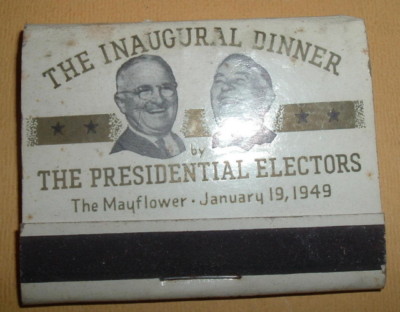 THE INAUGURAL DINNER
by
THE PRESIDENTIAL ELECTORS
The Mayflower · January 19, 1949